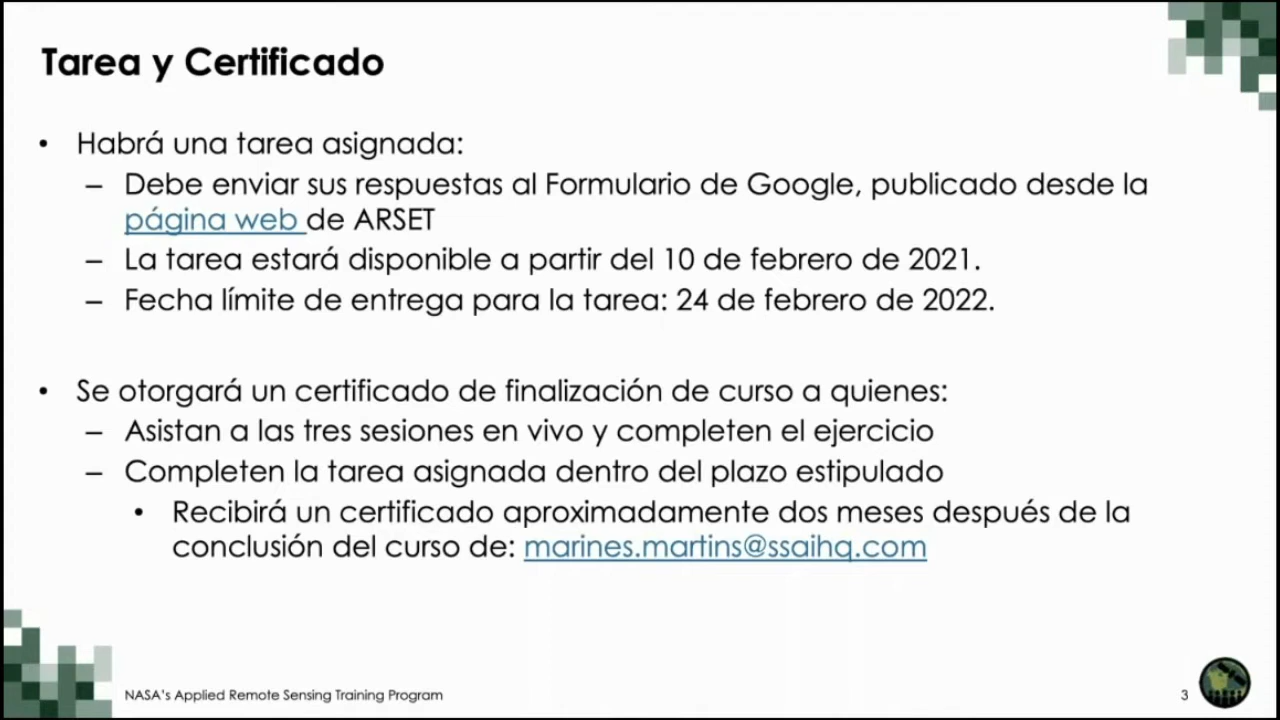 Tarea y Certificado
• Habrá una tarea asignada:
– Debe enviar sus respuestas al Formulario de Google, publicado desde la
página web de ARSET
– La tarea estará disponible a partir del 10 de febrero de 2021.
– Fecha límite de entrega para la tarea: 24 de febrero de 2022.
• Se otorgará un certificado de finalización de curso a quienes:
– Asistan a las tres sesiones en vivo y completen el ejercicio
– Completen la tarea asignada dentro del plazo estipulado
• Recibirá un certificado aproximadamente dos meses después de la
conclusión del curso de: marines.martins@ssaihq.com
NASA's Applied Remote Sensing Training Program
3